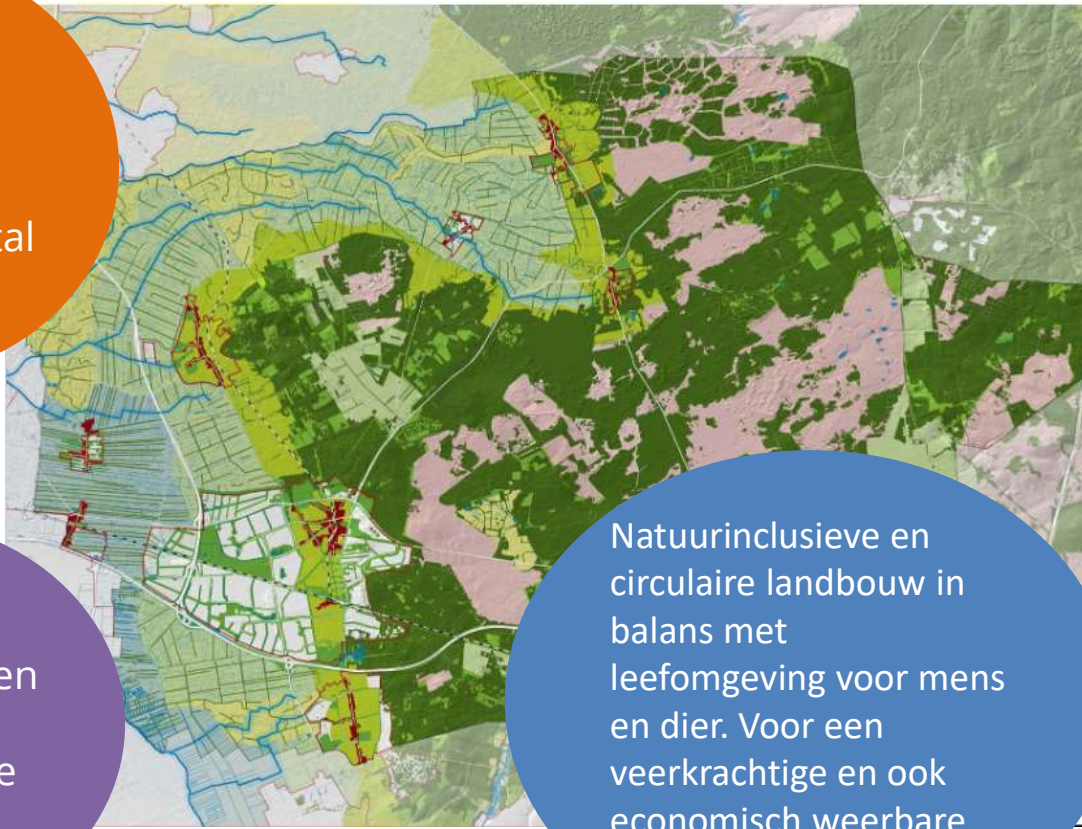 en
e
Natuurinclusieve en
circulaire landbouw in
balans met
leefomgeving voor mens
en dier. Voor een
veerkrachtige en ook
economisch weerbare